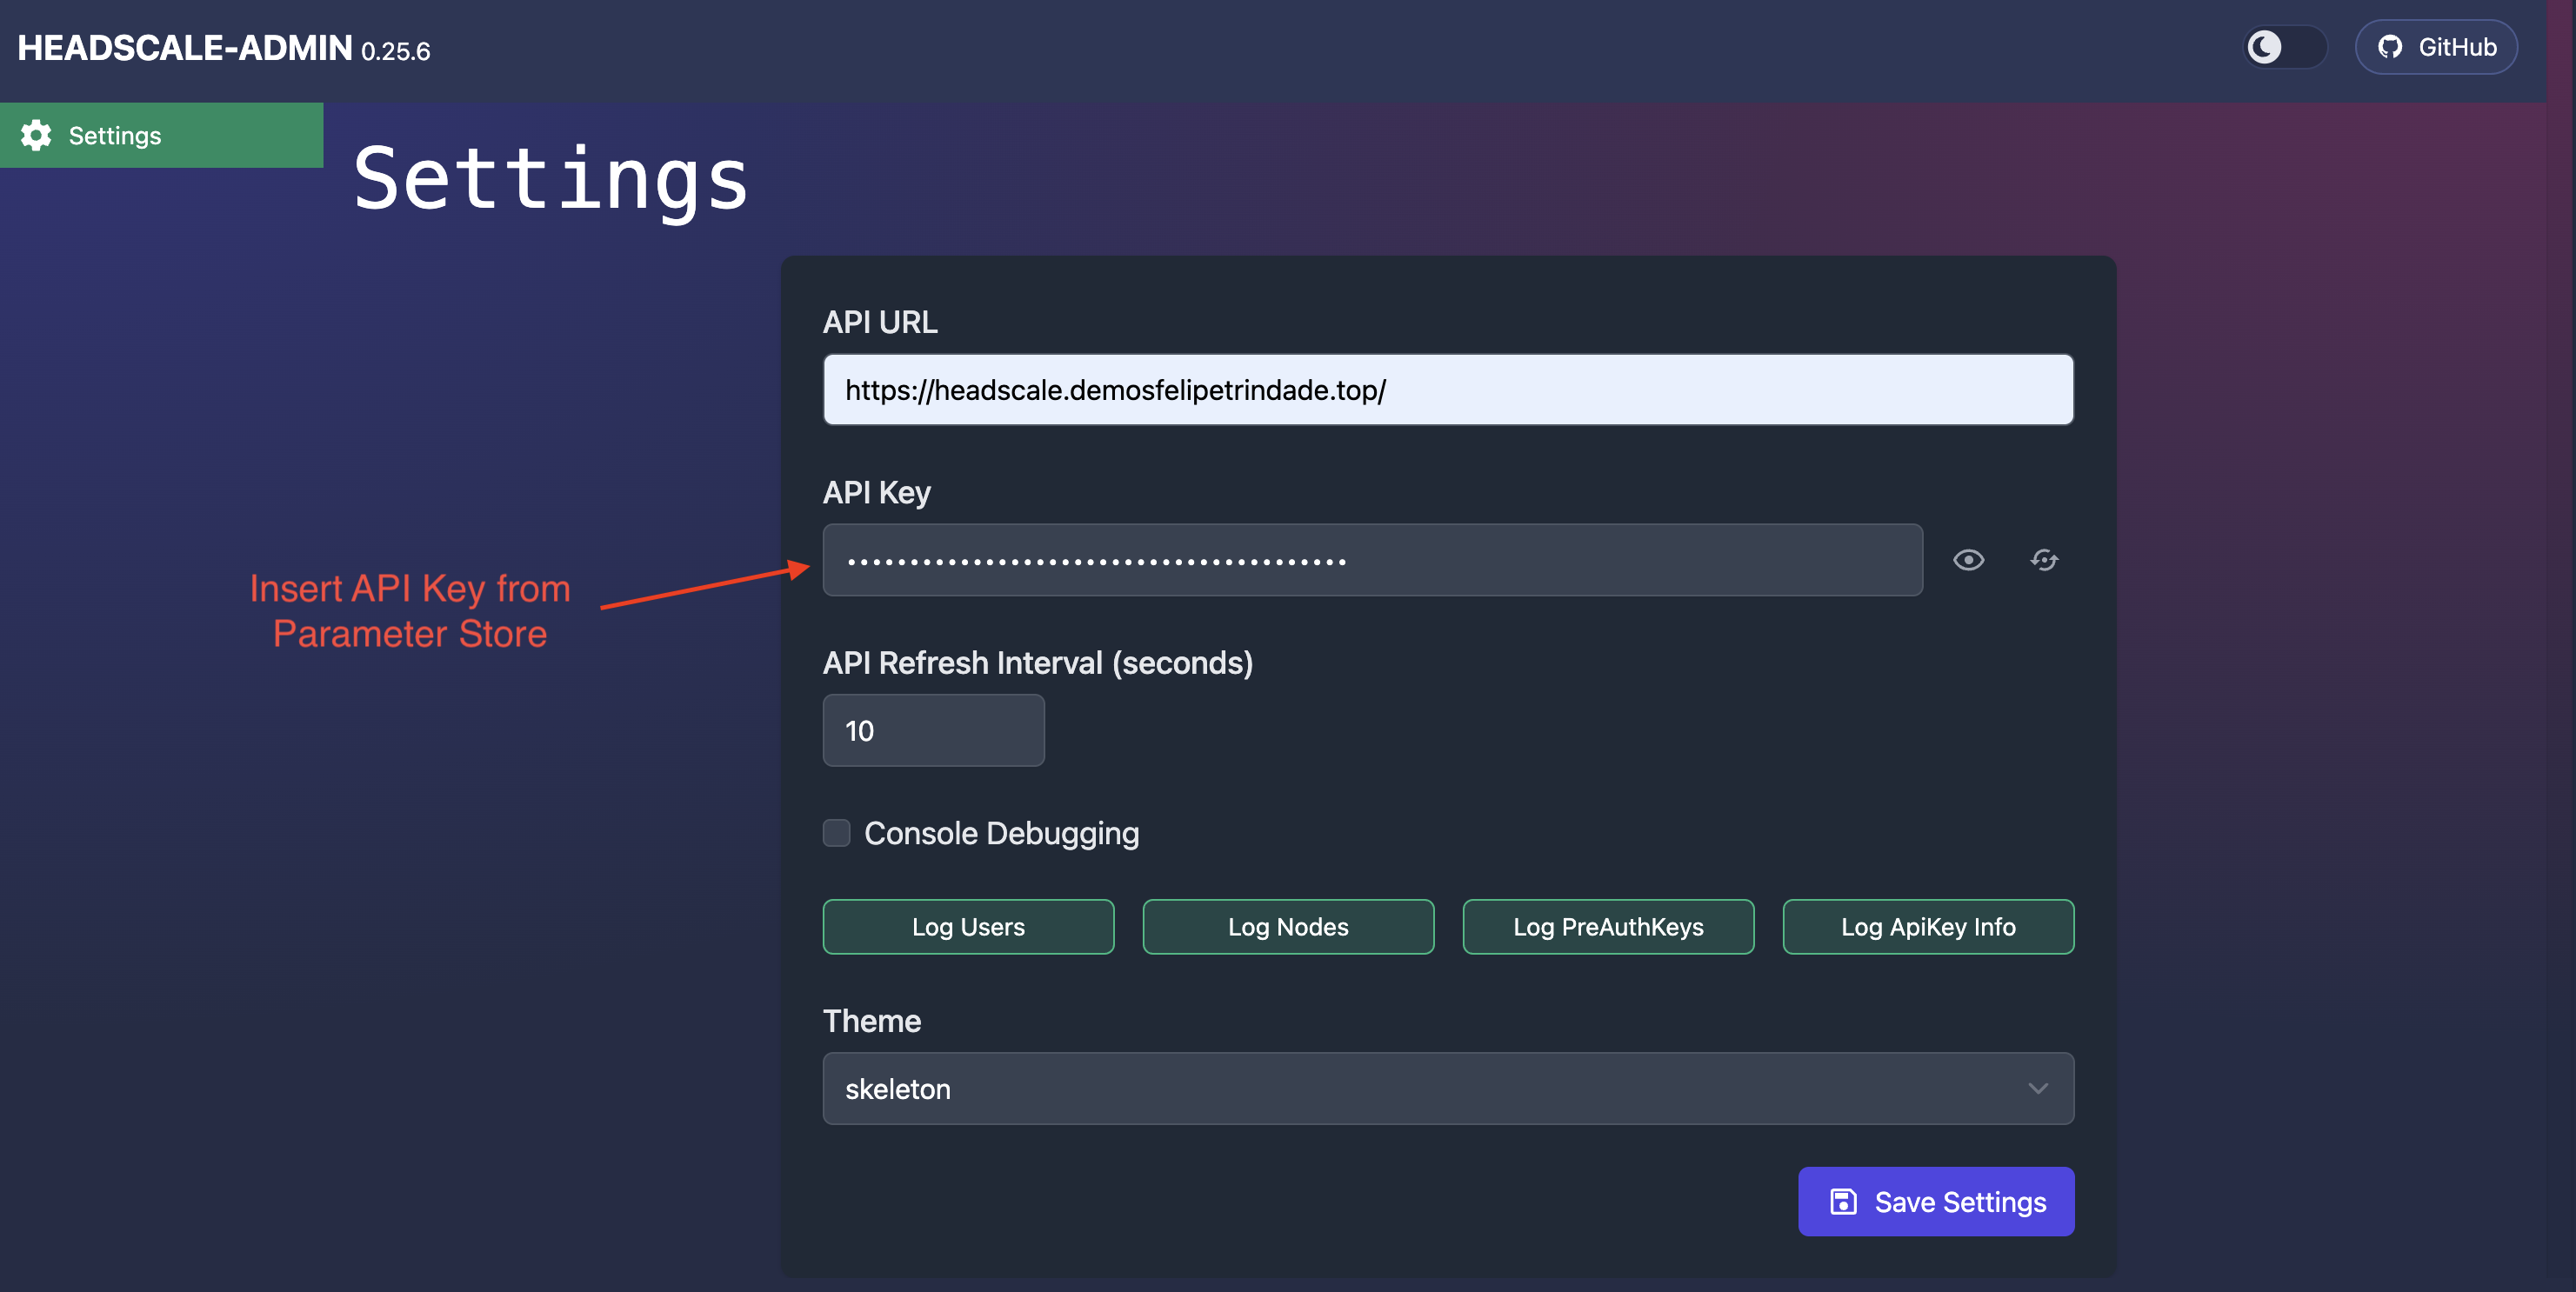 HEADSCALE-ADMIN 0.25.6
GitHub
Settings
Settings
API URL
https://headscale.demosfelipetrindade.top/
API Key
••••••••••••••••••••••••••••••••••••••••
Insert API Key from
Parameter Store
API Refresh Interval (seconds)
10
Console Debugging
Log Users
Log Nodes
Log PreAuthKeys
Log ApiKey Info
Theme
skeleton
Save Settings